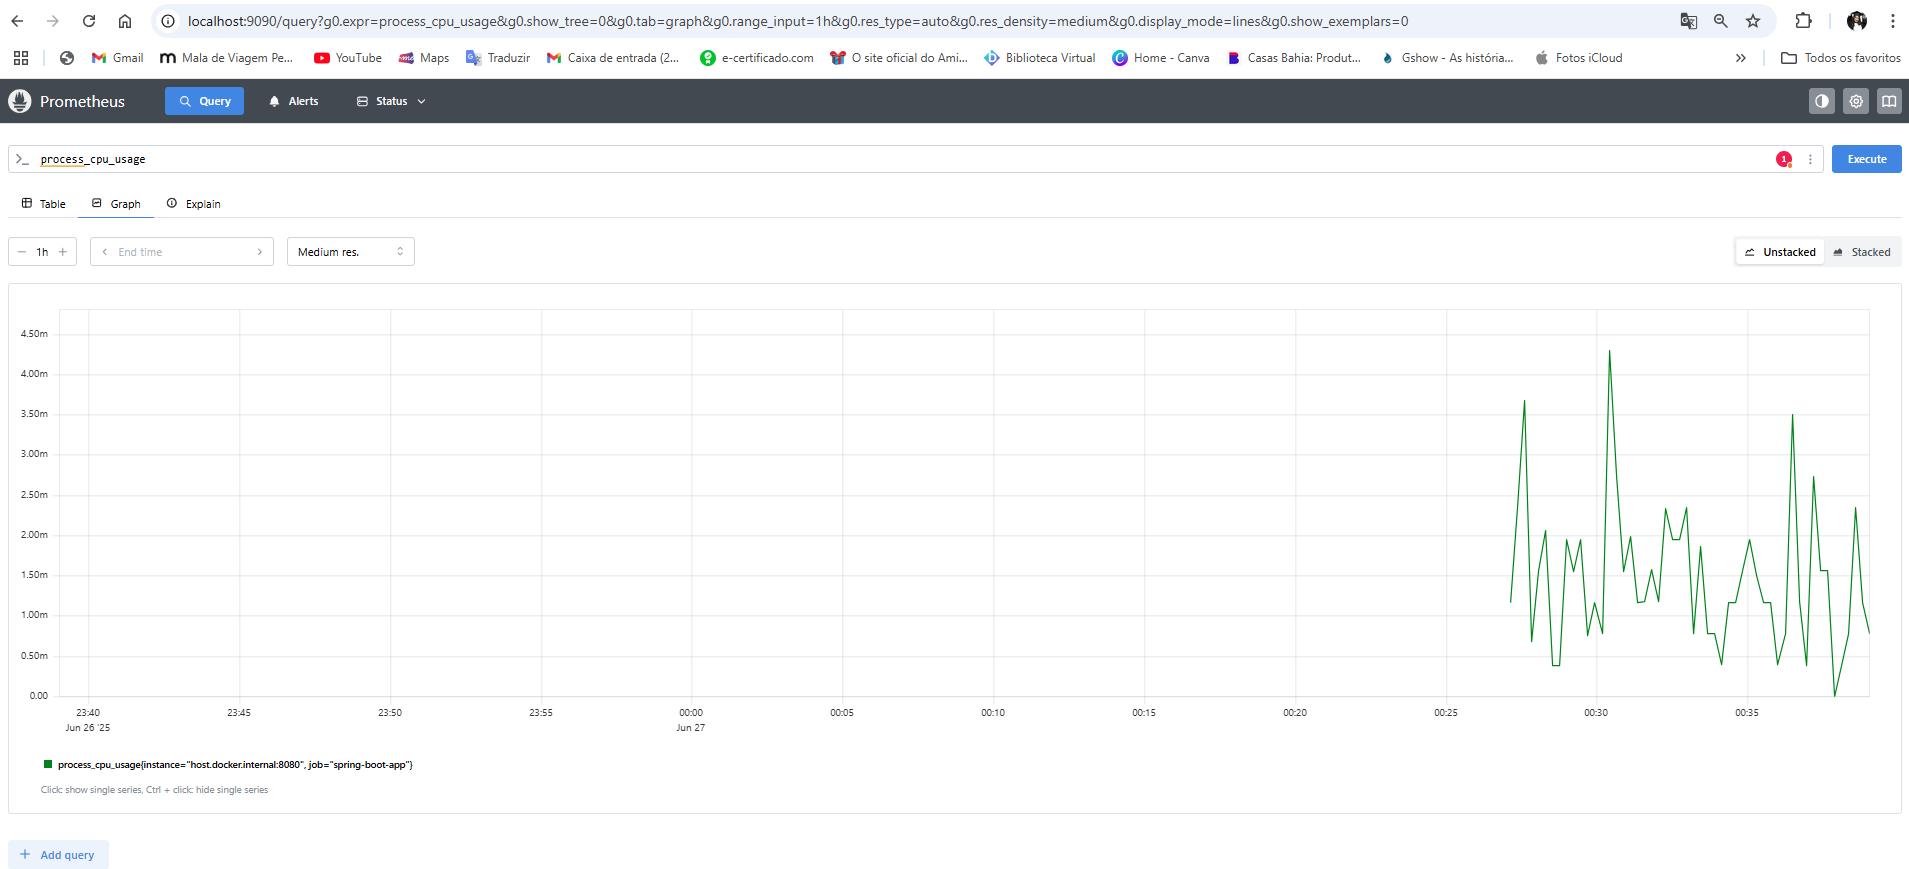 localhost:9090/query?g0.expr=process_cpu_usage&g0.show_tree=0&g0.tab=graph&g0.range_input=1h&g0.res_type=auto&g0.res_density=medium&g0.display_mode=lines&g0.show_exemplars=0
Gmail Mala de Viagem Pe... YouTube Maps Traduzir Caixa de entrada (2... e-certificado.com O site oficial do Ami... Biblioteca Virtual Home - Canva Casas Bahia: Produt... Gshow - As história... Fotos iCloud Todos os favoritos
Prometheus Query Alerts Status
>_ process_cpu_usage 1 Execute
Table Graph Explain
− 1h + End time Medium res. Unstacked Stacked
4.50m
4.00m
3.50m
3.00m
2.50m
2.00m
1.50m
1.00m
0.50m
0.00
23:40 23:45 23:50 23:55 00:00 00:05 00:10 00:15 00:20 00:25 00:30 00:35
Jun 26 '25 Jun 27
process_cpu_usage{instance="host.docker.internal:8080", job="spring-boot-app"}
Click: show single series, Ctrl + click: hide single series
+ Add query